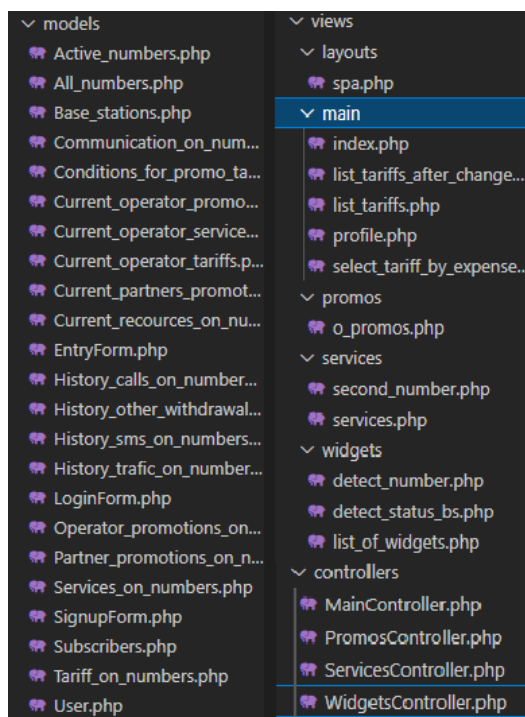 models
Active_numbers.php
All_numbers.php
Base_stations.php
Communication_on_num...
Conditions_for_promo_ta...
Current_operator_promo...
Current_operator_service...
Current_operator_tariffs.p...
Current_partners_promot...
Current_recources_on_nu...
EntryForm.php
History_calls_on_number...
History_other_withdrawal...
History_sms_on_numbers...
History_trafic_on_number...
LoginForm.php
Operator_promotions_on...
Partner_promotions_on_n...
Services_on_numbers.php
SignupForm.php
Subscribers.php
Tariff_on_numbers.php
User.php
views
layouts
spa.php
main
index.php
list_tariffs_after_change...
list_tariffs.php
profile.php
select_tariff_by_expense...
promos
o_promos.php
services
second_number.php
services.php
widgets
detect_number.php
detect_status_bs.php
list_of_widgets.php
controllers
MainController.php
PromosController.php
ServicesController.php
WidgetsController.php